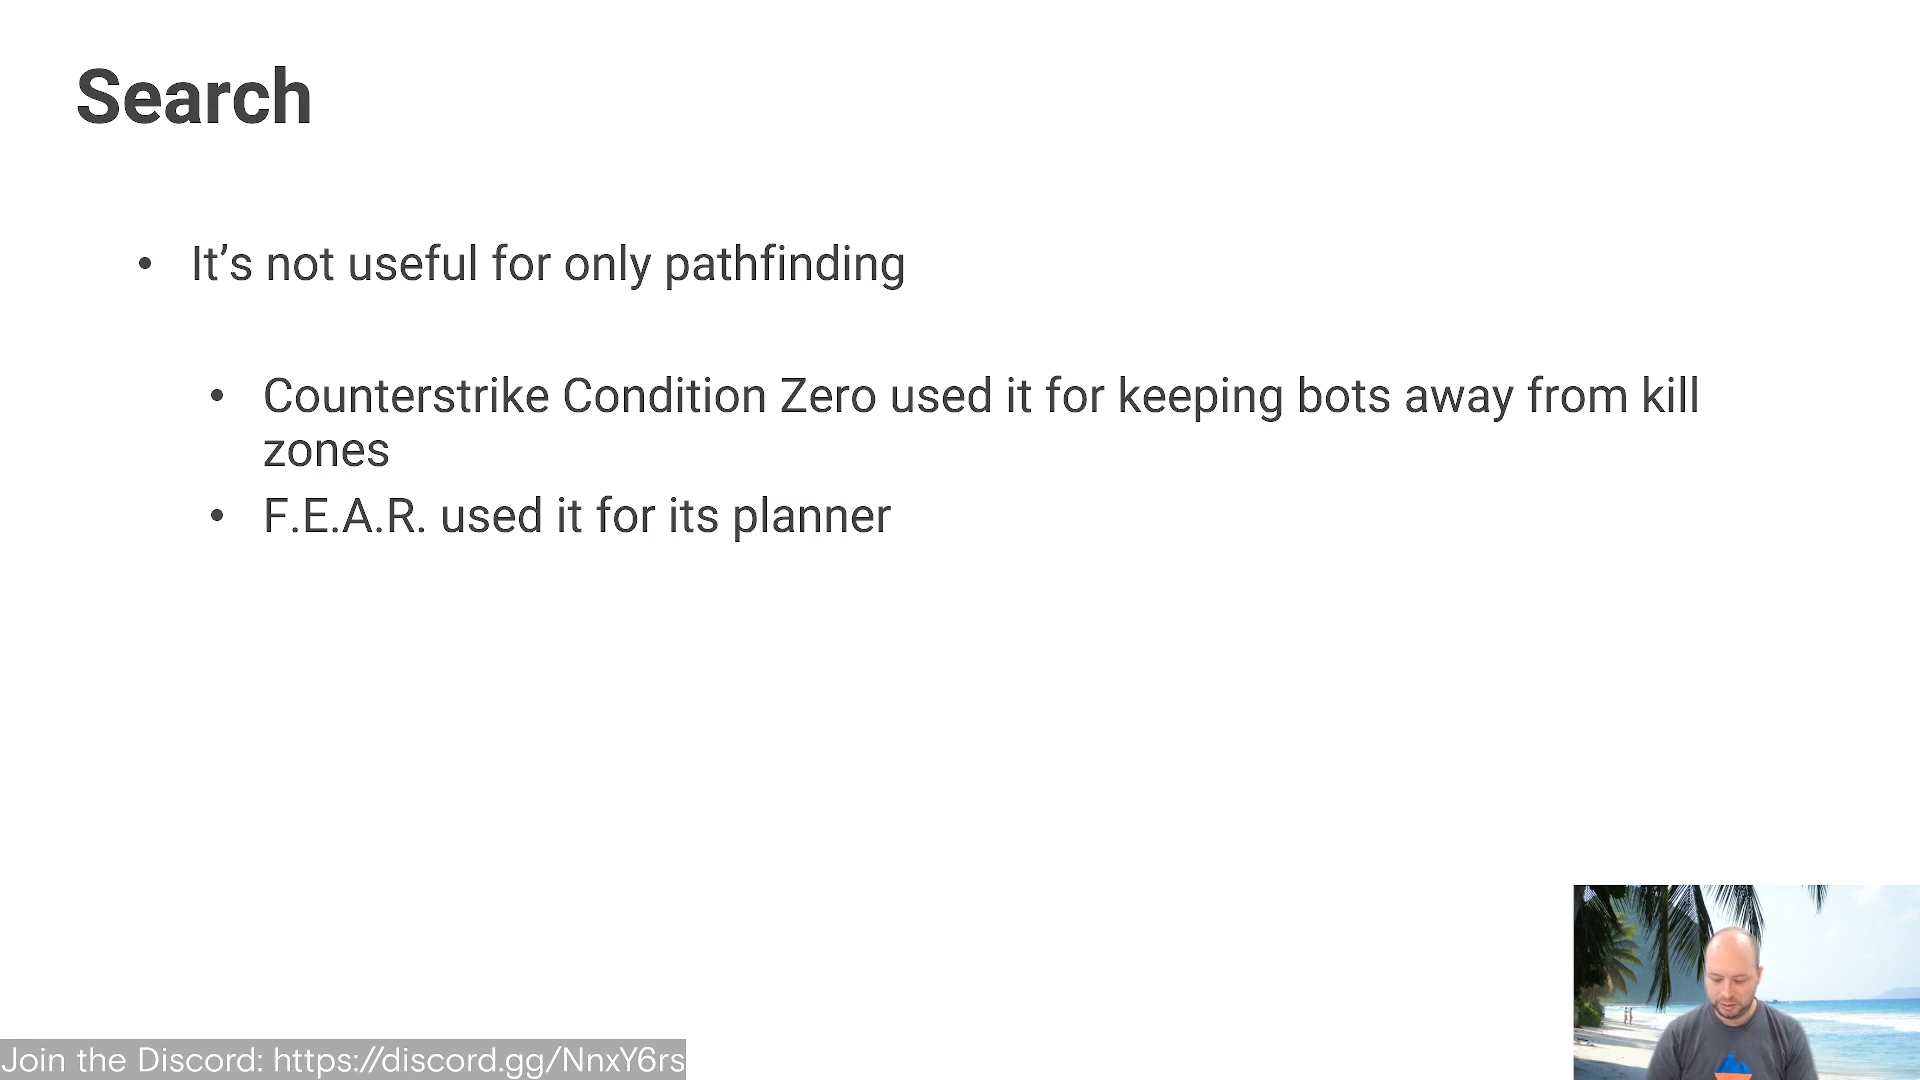 Search
• It’s not useful for only pathfinding
• Counterstrike Condition Zero used it for keeping bots away from kill
zones
• F.E.A.R. used it for its planner
Join the Discord: https://discord.gg/NnxY6rs